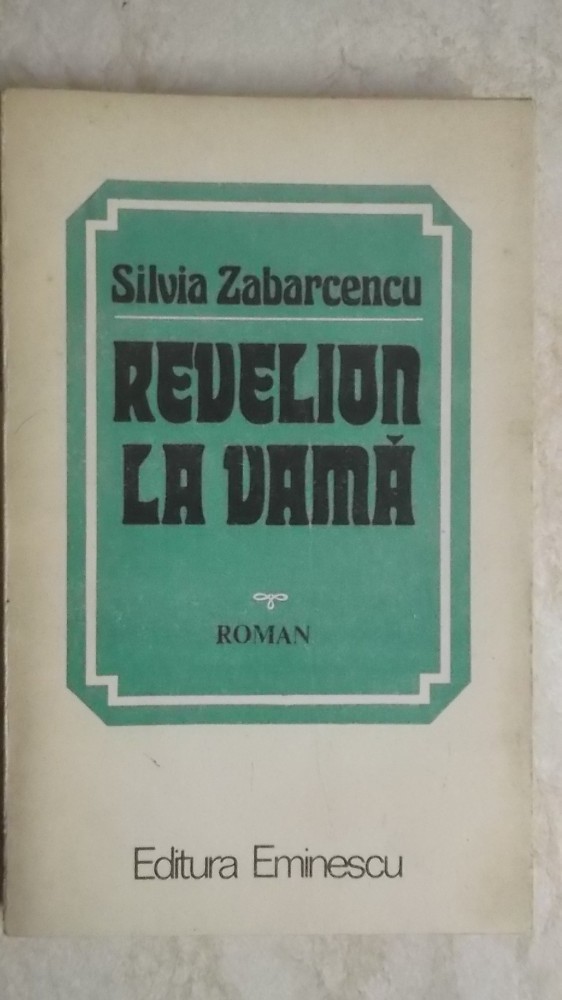 Silvia Zabarcencu
REVELION
LA VAMĂ
ROMAN
Editura Eminescu